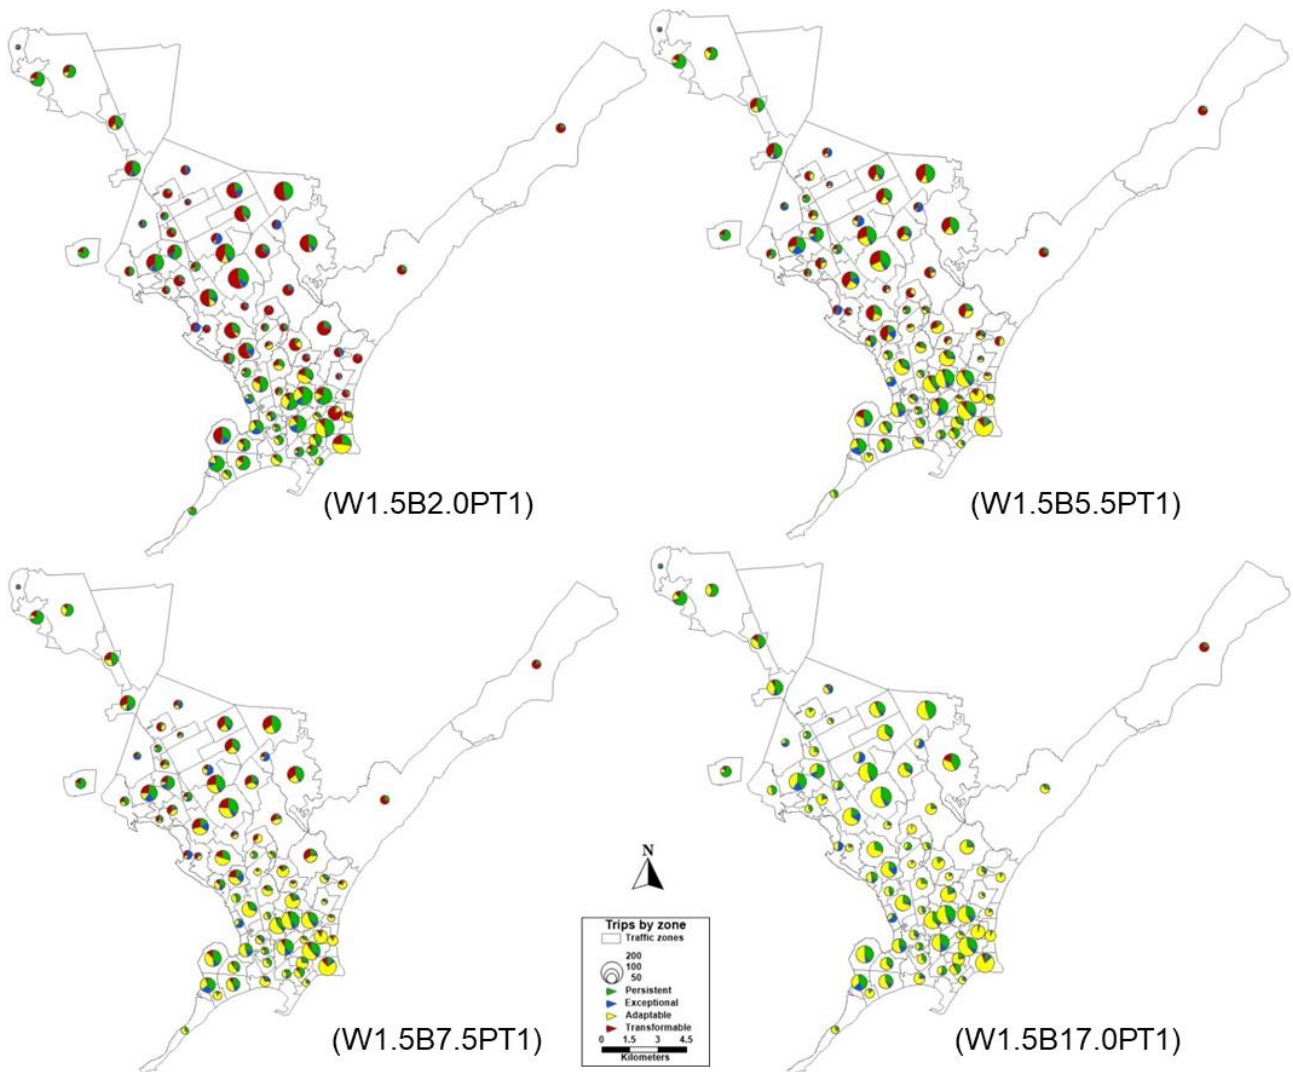 (W1.5B2.0PT1)
(W1.5B5.5PT1)
N
Trips by zone
Traffic zones
200
100
50
Persistent
Exceptional
Adaptable
Transformable
0 1.5 3 4.5
Kilometers
(W1.5B7.5PT1)
(W1.5B17.0PT1)